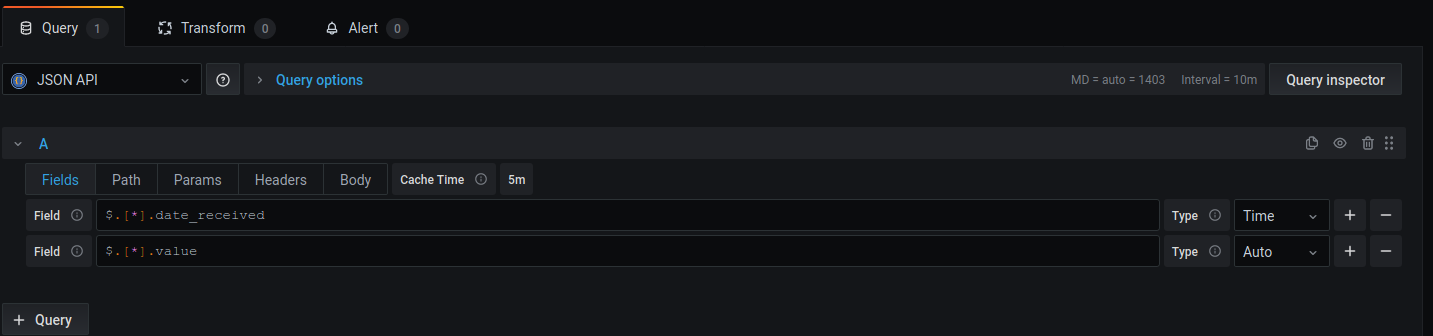 Query 1 Transform 0 Alert 0
JSON API Query options MD = auto = 1403 Interval = 10m Query inspector
A
Fields Path Params Headers Body Cache Time 5m
Field $.[*].date_received Type Time
Field $.[*].value Type Auto
+ Query